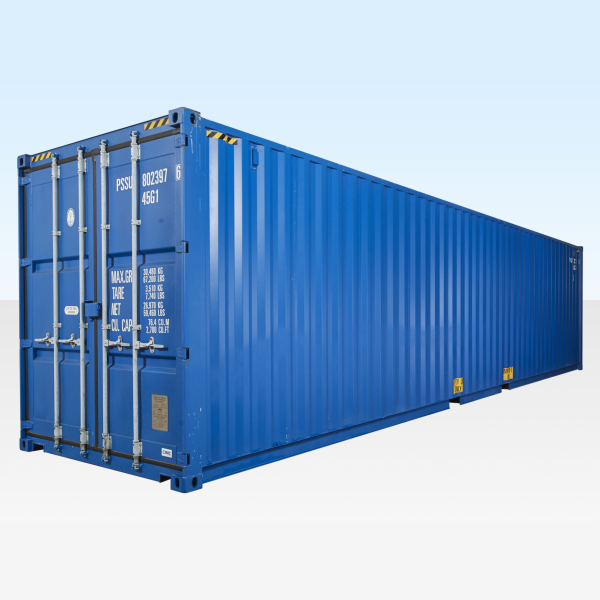 PSSU 802397 6
45G1
MAX.GR 30,480 KG
67,200 LBS
TARE 3,510 KG
7,740 LBS
NET 26,970 KG
59,460 LBS
CU. CAP 76.4 CU.M
2,700 CU.FT